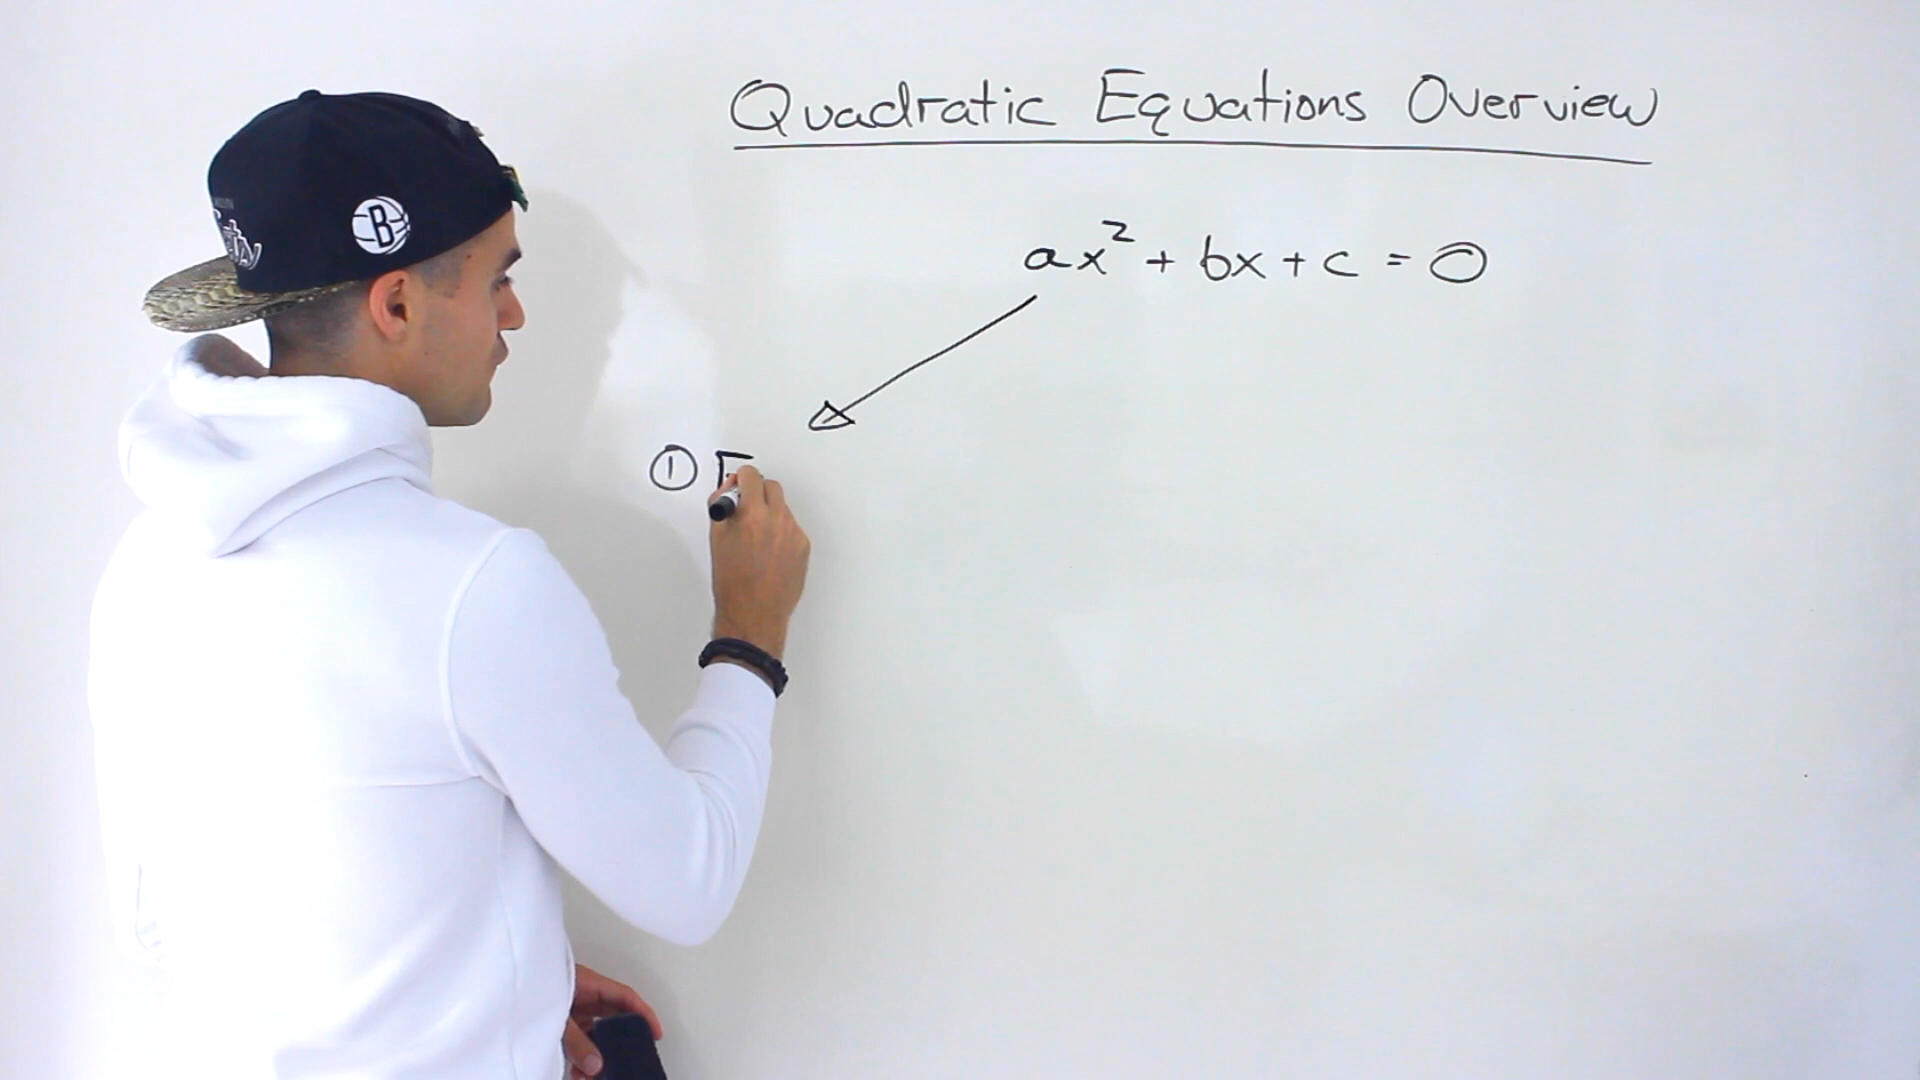 Quadratic Equations Overview
ax² + bx + c = 0
① F
B